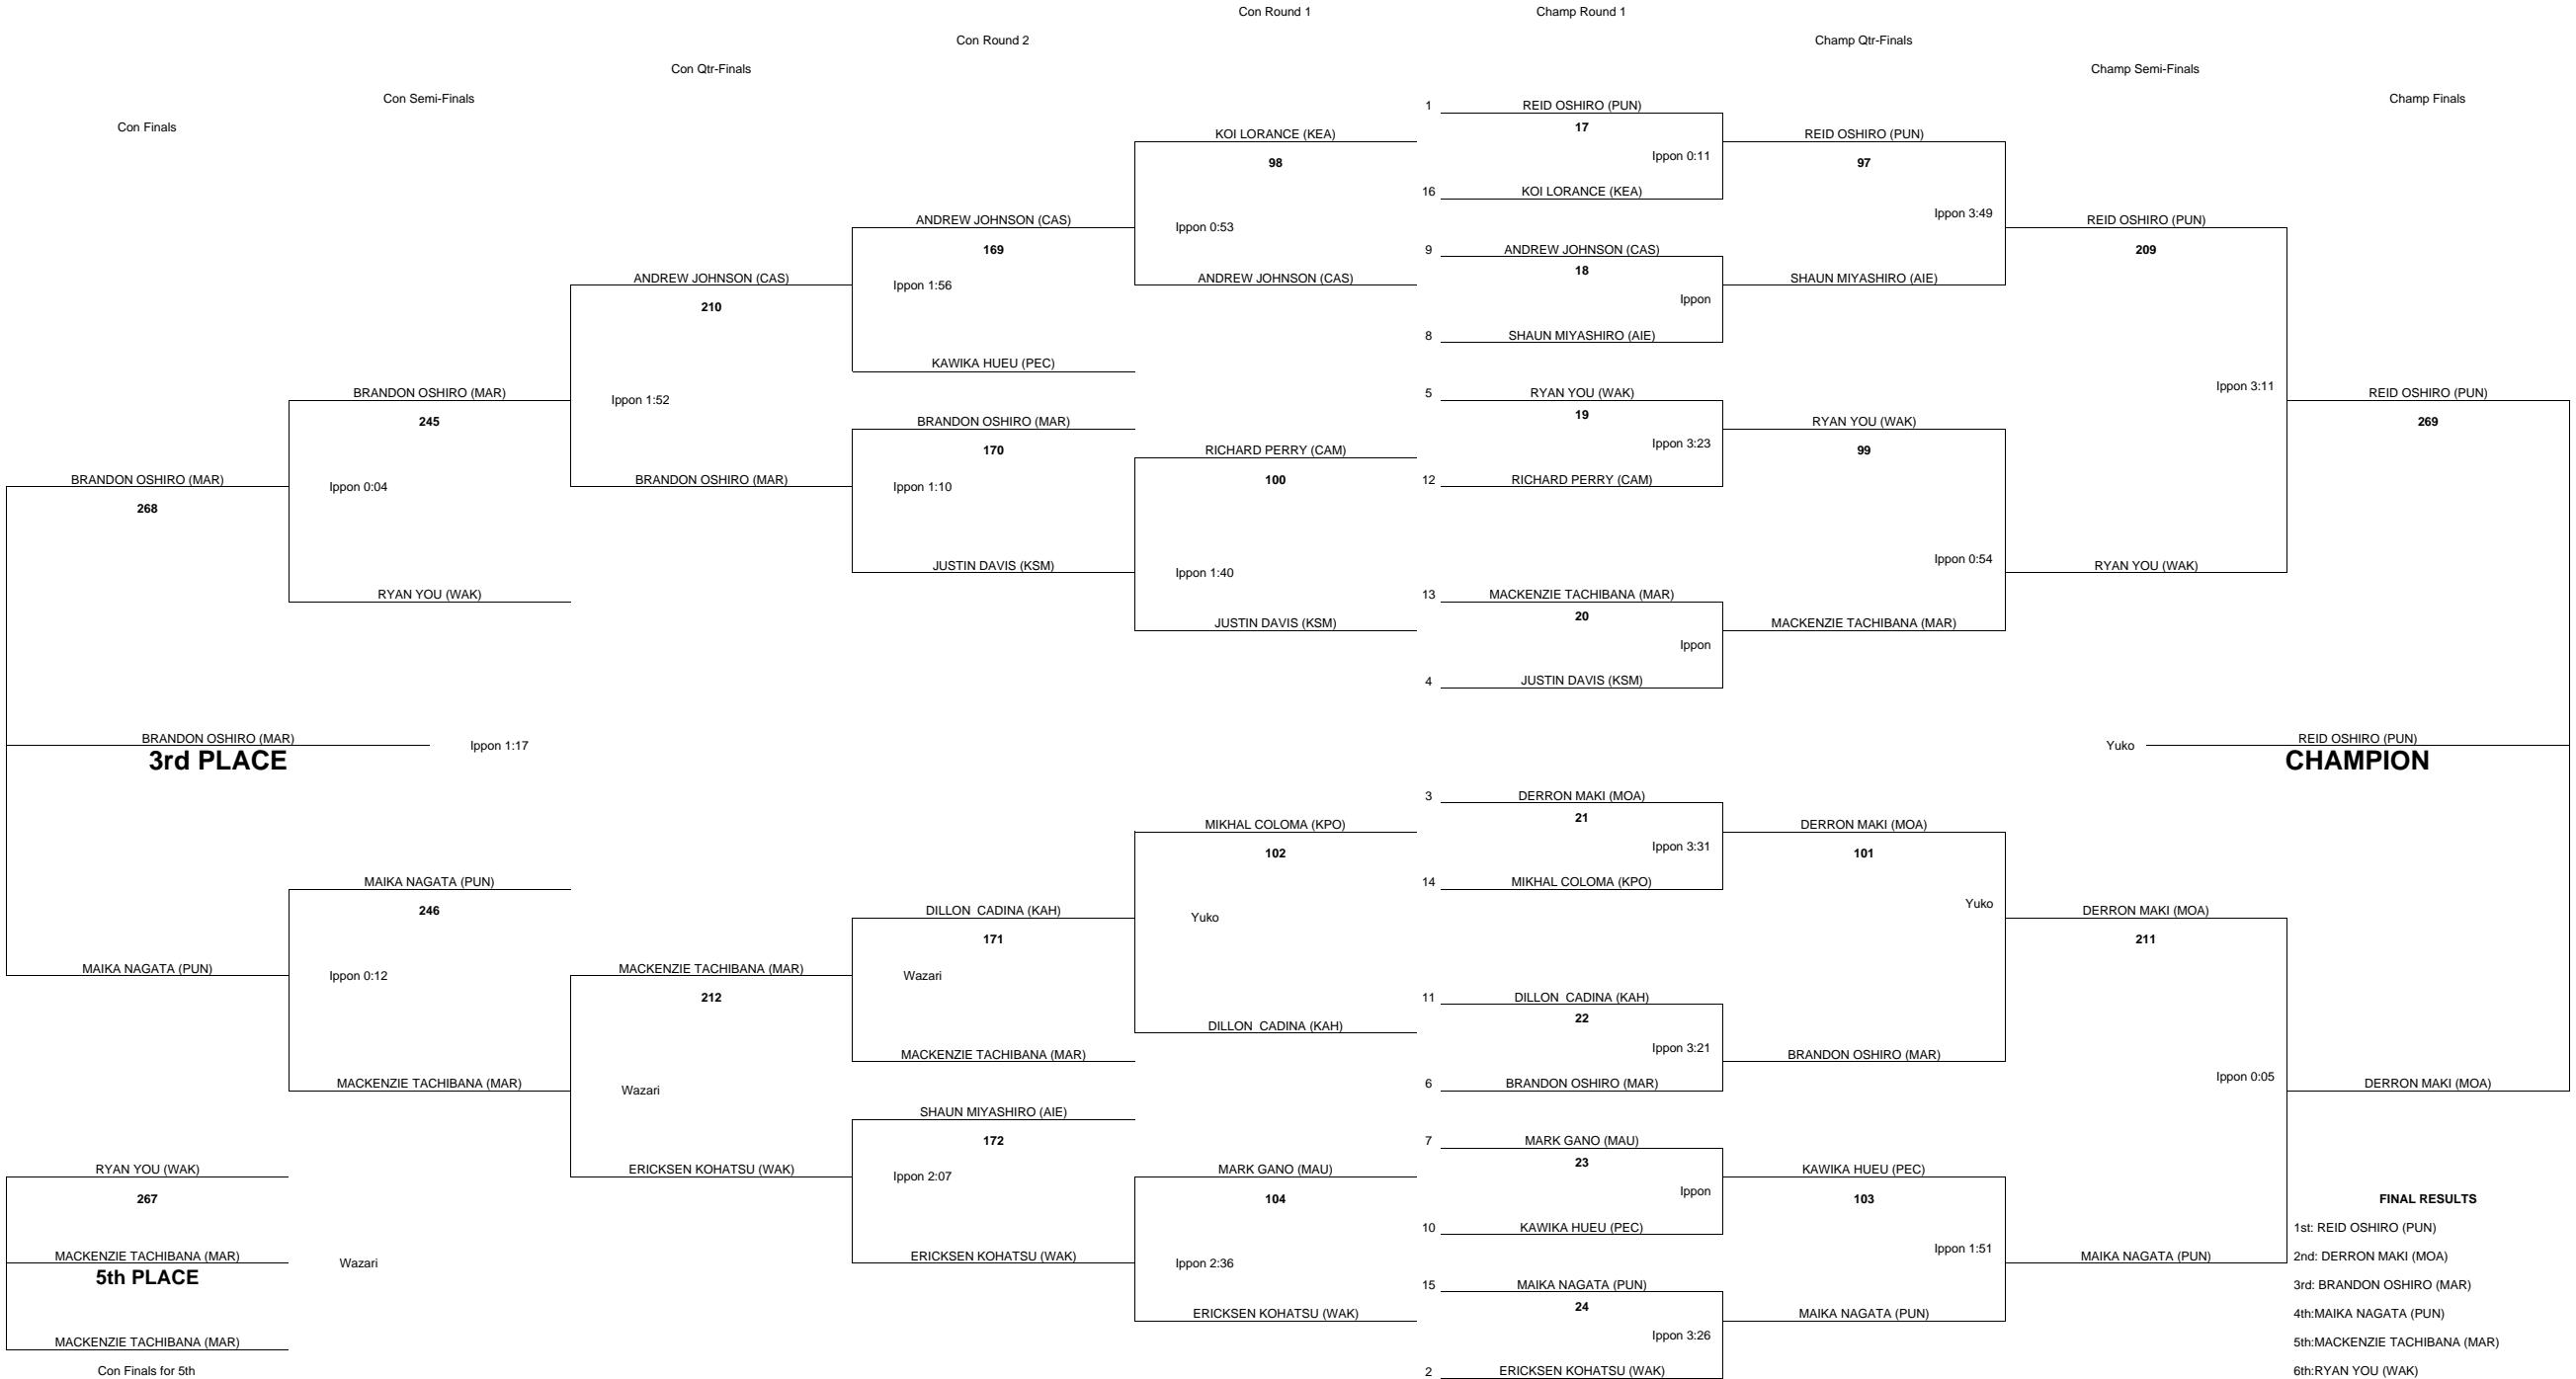 Con Round 1
Champ Round 1
Con Round 2
Champ Qtr-Finals
Con Qtr-Finals
Champ Semi-Finals
Con Semi-Finals
Champ Finals
Con Finals
1
REID OSHIRO (PUN)
17
Ippon 0:11
16
KOI LORANCE (KEA)
9
ANDREW JOHNSON (CAS)
18
Ippon
8
SHAUN MIYASHIRO (AIE)
5
RYAN YOU (WAK)
19
Ippon 3:23
12
RICHARD PERRY (CAM)
13
MACKENZIE TACHIBANA (MAR)
20
Ippon
4
JUSTIN DAVIS (KSM)
3
DERRON MAKI (MOA)
21
Ippon 3:31
14
MIKHAL COLOMA (KPO)
11
DILLON  CADINA (KAH)
22
Ippon 3:21
6
BRANDON OSHIRO (MAR)
7
MARK GANO (MAU)
23
Ippon
10
KAWIKA HUEU (PEC)
15
MAIKA NAGATA (PUN)
24
Ippon 3:26
2
ERICKSEN KOHATSU (WAK)
REID OSHIRO (PUN)
97
Ippon 3:49
SHAUN MIYASHIRO (AIE)
RYAN YOU (WAK)
99
Ippon 0:54
MACKENZIE TACHIBANA (MAR)
DERRON MAKI (MOA)
101
Yuko
BRANDON OSHIRO (MAR)
KAWIKA HUEU (PEC)
103
Ippon 1:51
MAIKA NAGATA (PUN)
REID OSHIRO (PUN)
209
Ippon 3:11
RYAN YOU (WAK)
DERRON MAKI (MOA)
211
Ippon 0:05
MAIKA NAGATA (PUN)
REID OSHIRO (PUN)
269
Yuko
REID OSHIRO (PUN)
CHAMPION
DERRON MAKI (MOA)
KOI LORANCE (KEA)
98
Ippon 0:53
ANDREW JOHNSON (CAS)
RICHARD PERRY (CAM)
100
Ippon 1:40
JUSTIN DAVIS (KSM)
MIKHAL COLOMA (KPO)
102
Yuko
DILLON  CADINA (KAH)
MARK GANO (MAU)
104
Ippon 2:36
ERICKSEN KOHATSU (WAK)
ANDREW JOHNSON (CAS)
169
Ippon 1:56
KAWIKA HUEU (PEC)
BRANDON OSHIRO (MAR)
170
Ippon 1:10
JUSTIN DAVIS (KSM)
DILLON  CADINA (KAH)
171
Wazari
MACKENZIE TACHIBANA (MAR)
SHAUN MIYASHIRO (AIE)
172
Ippon 2:07
ERICKSEN KOHATSU (WAK)
ANDREW JOHNSON (CAS)
210
Ippon 1:52
BRANDON OSHIRO (MAR)
MACKENZIE TACHIBANA (MAR)
212
Wazari
ERICKSEN KOHATSU (WAK)
BRANDON OSHIRO (MAR)
245
Ippon 0:04
RYAN YOU (WAK)
MAIKA NAGATA (PUN)
246
Ippon 0:12
MACKENZIE TACHIBANA (MAR)
BRANDON OSHIRO (MAR)
268
BRANDON OSHIRO (MAR)
Ippon 1:17
3rd PLACE
MAIKA NAGATA (PUN)
RYAN YOU (WAK)
267
MACKENZIE TACHIBANA (MAR)
Wazari
5th PLACE
MACKENZIE TACHIBANA (MAR)
Con Finals for 5th
FINAL RESULTS
1st: REID OSHIRO (PUN)
2nd: DERRON MAKI (MOA)
3rd: BRANDON OSHIRO (MAR)
4th:MAIKA NAGATA (PUN)
5th:MACKENZIE TACHIBANA (MAR)
6th:RYAN YOU (WAK)